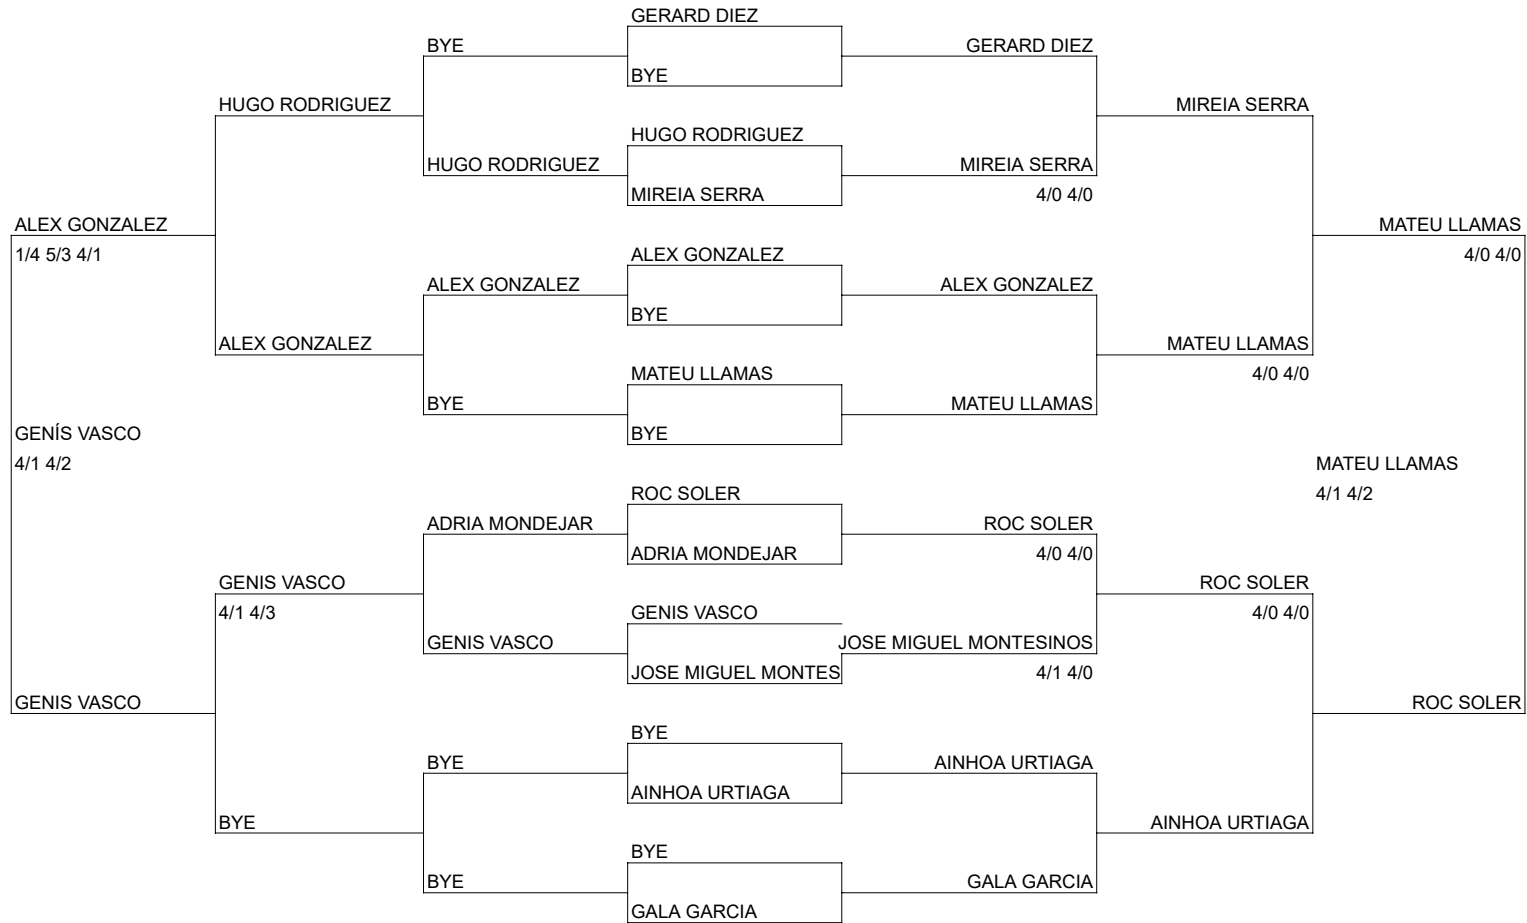 GERARD DIEZ
BYE
GERARD DIEZ
BYE
HUGO RODRIGUEZ
MIREIA SERRA
HUGO RODRIGUEZ
HUGO RODRIGUEZ
MIREIA SERRA
MIREIA SERRA
4/0 4/0
ALEX GONZALEZ
MATEU LLAMAS
1/4 5/3 4/1
4/0 4/0
ALEX GONZALEZ
ALEX GONZALEZ
ALEX GONZALEZ
BYE
ALEX GONZALEZ
MATEU LLAMAS
4/0 4/0
MATEU LLAMAS
BYE
MATEU LLAMAS
BYE
GENÍS VASCO
4/1 4/2
MATEU LLAMAS
4/1 4/2
ROC SOLER
ADRIA MONDEJAR
ROC SOLER
ADRIA MONDEJAR
4/0 4/0
GENIS VASCO
ROC SOLER
4/1 4/3
4/0 4/0
GENIS VASCO
GENIS VASCO
JOSE MIGUEL MONTESINOS
JOSE MIGUEL MONTES
4/1 4/0
GENIS VASCO
ROC SOLER
BYE
BYE
AINHOA URTIAGA
AINHOA URTIAGA
BYE
AINHOA URTIAGA
BYE
BYE
GALA GARCIA
GALA GARCIA